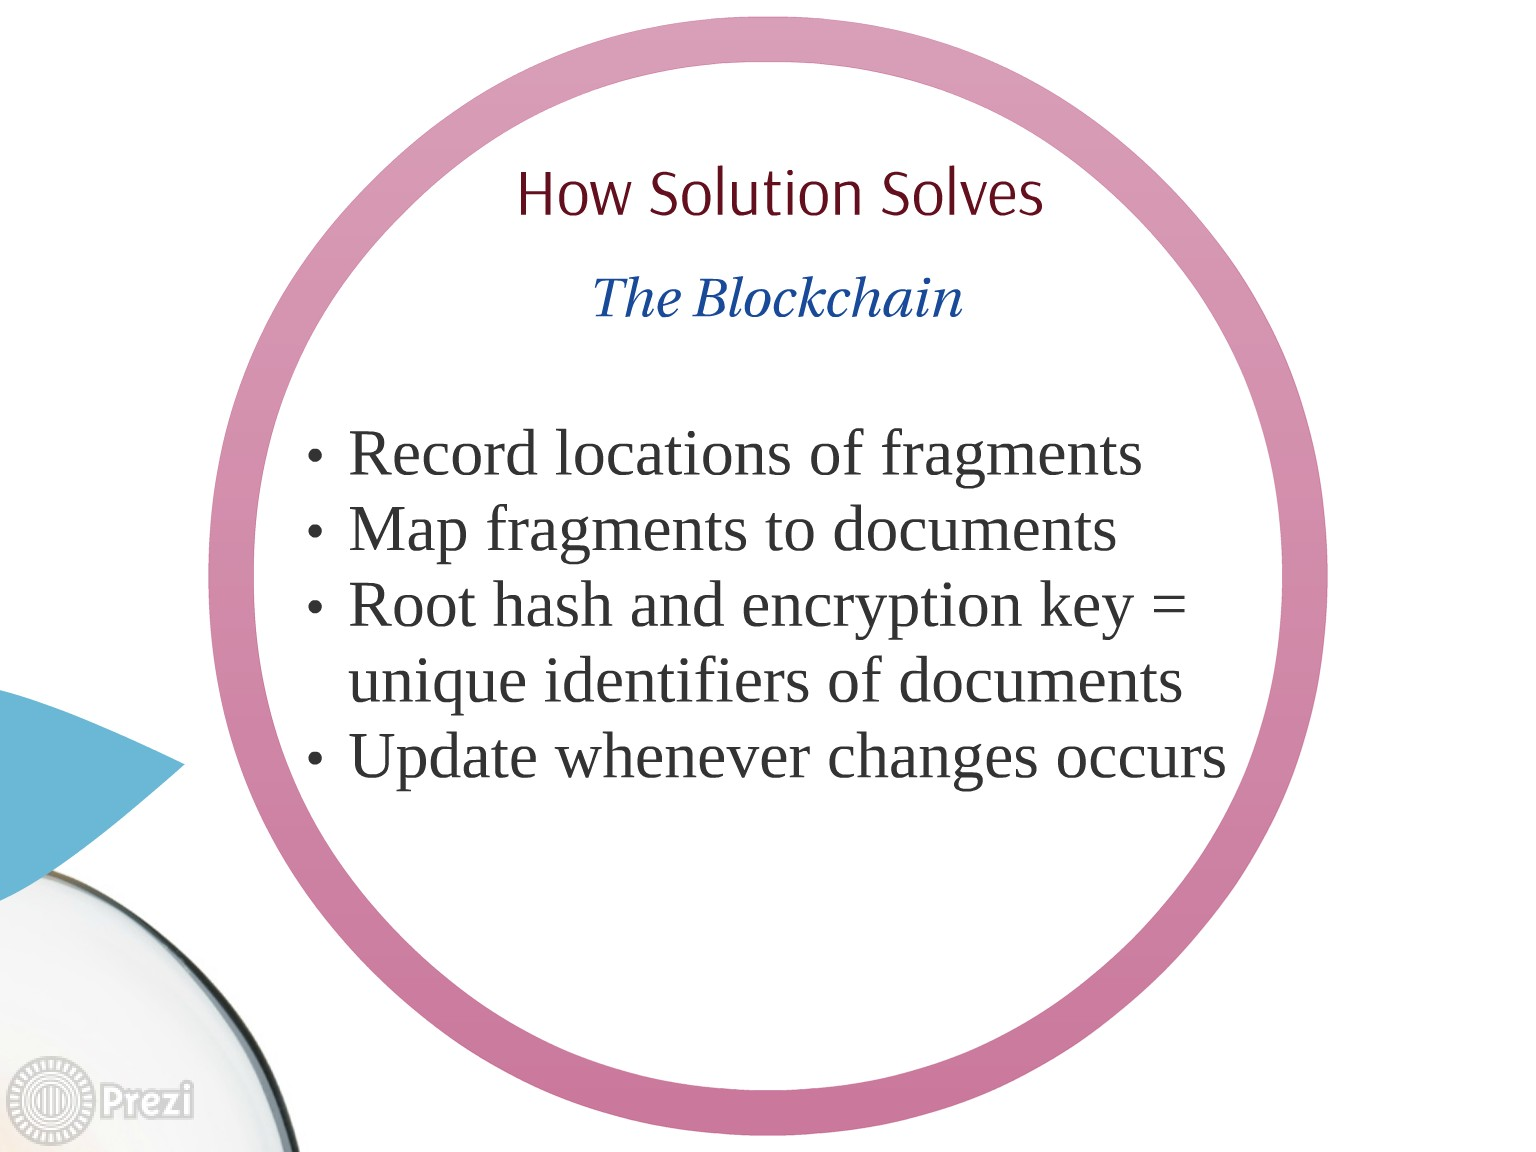 How Solution Solves
The Blockchain
• Record locations of fragments
• Map fragments to documents
• Root hash and encryption key =
unique identifiers of documents
• Update whenever changes occurs
Prezi